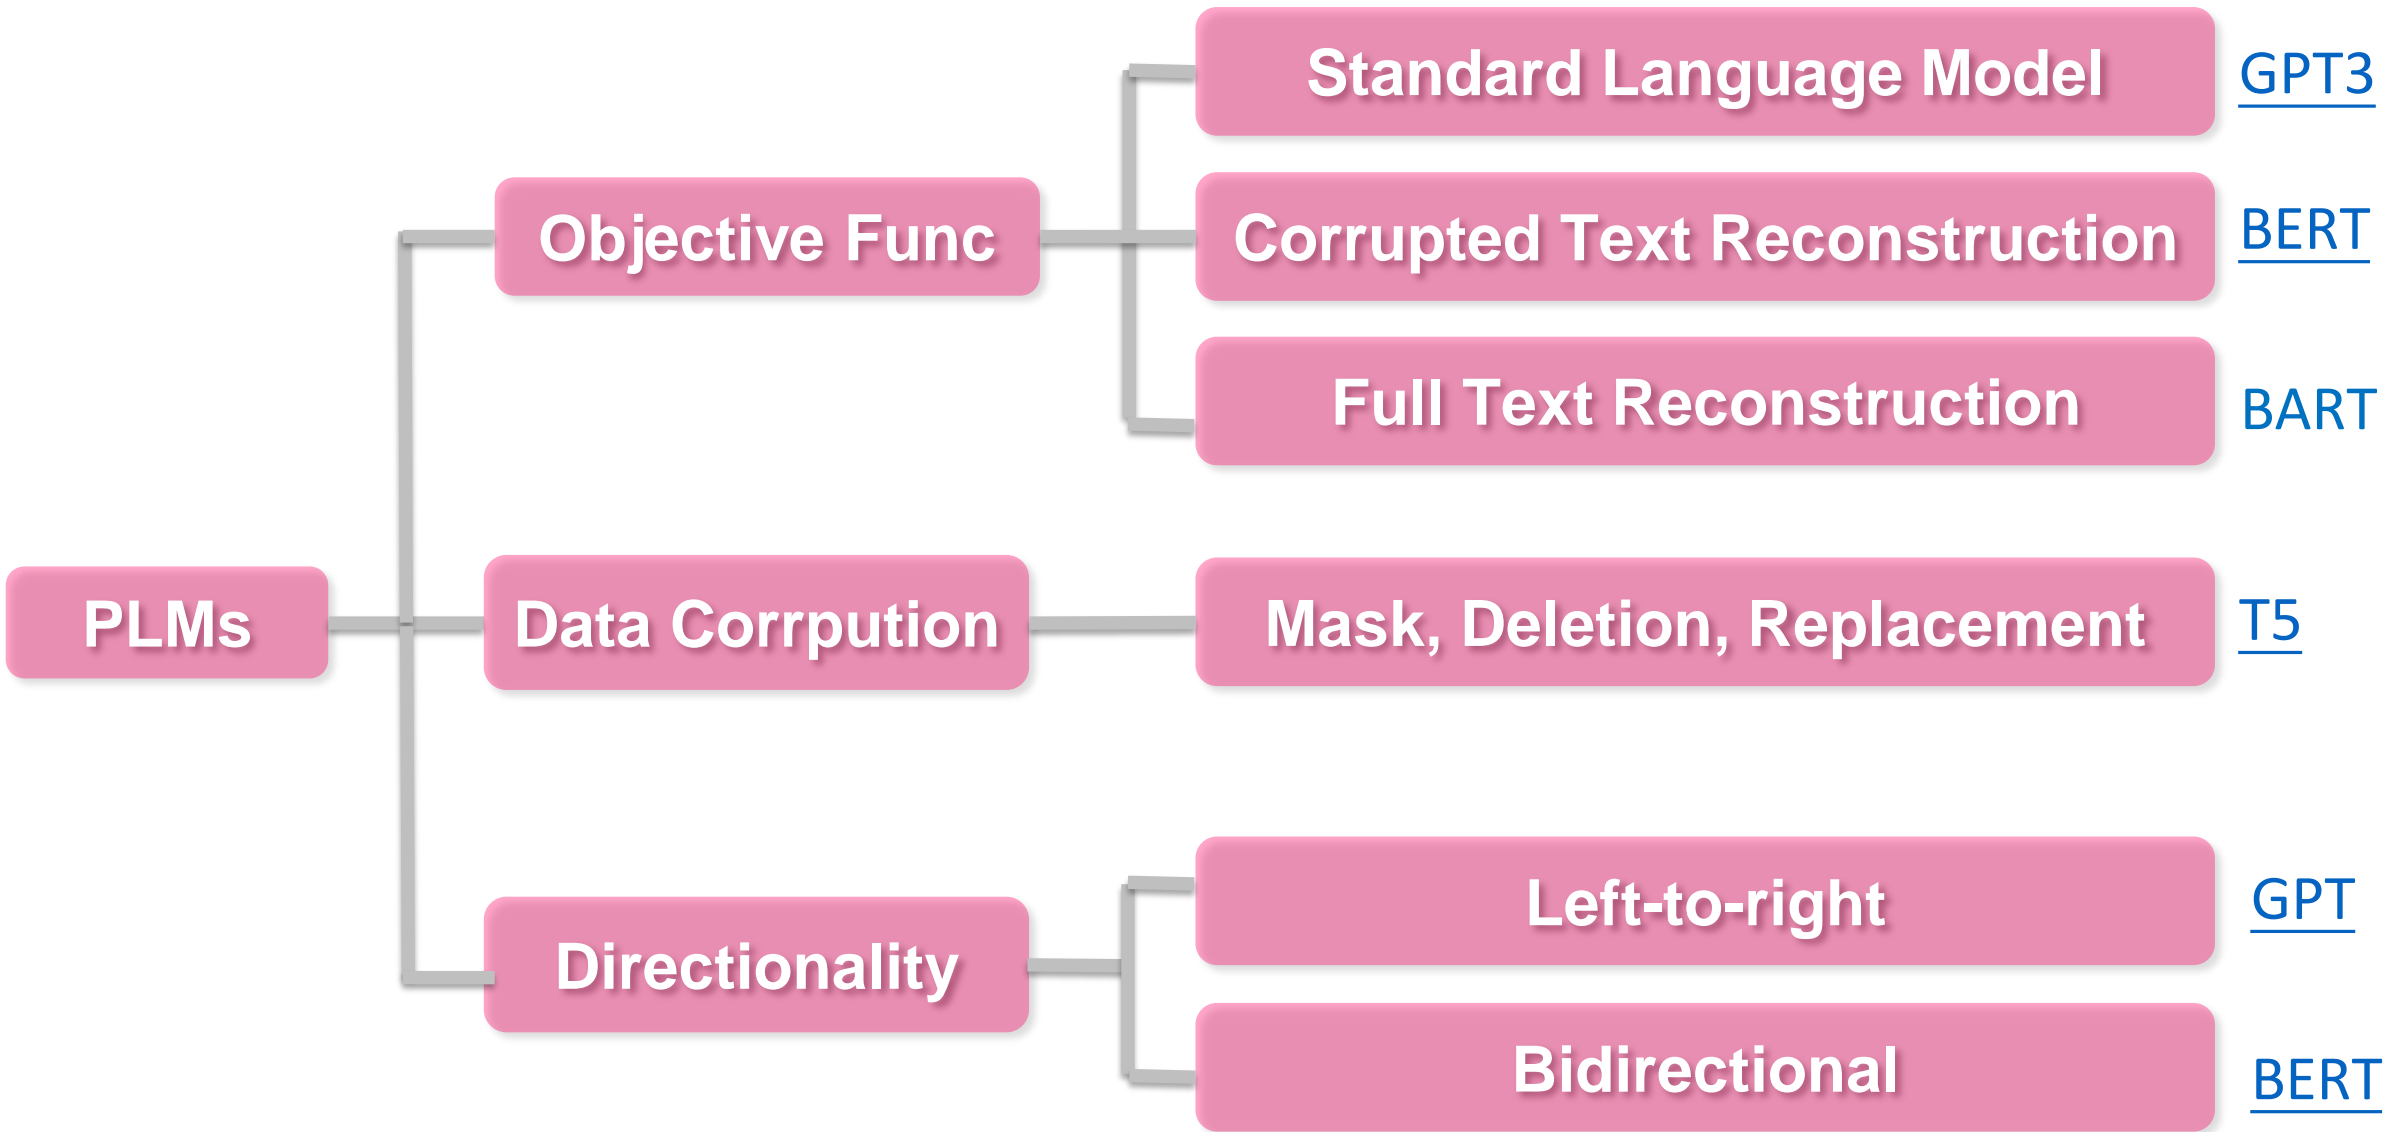 Standard Language Model
GPT3
Objective Func
Corrupted Text Reconstruction
BERT
Full Text Reconstruction
BART
PLMs
Data Corrpution
Mask, Deletion, Replacement
T5
Left-to-right
GPT
Directionality
Bidirectional
BERT